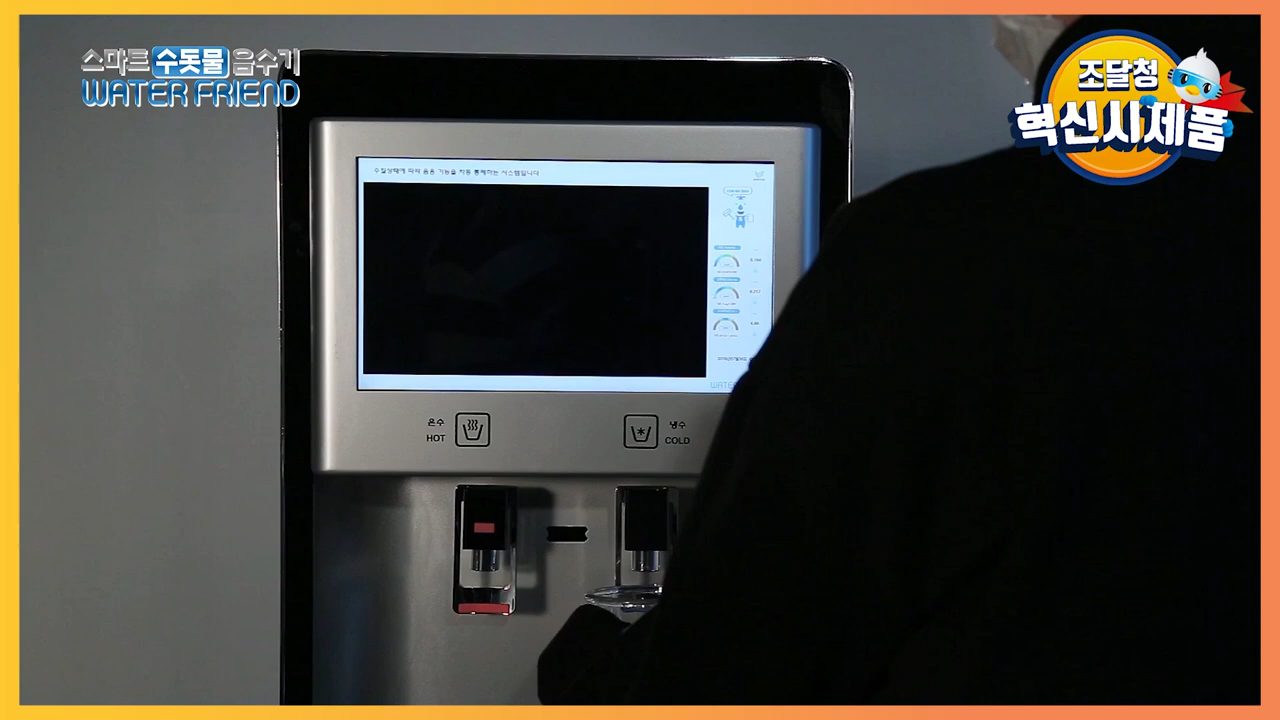 스마트 수돗물 음수기
WATER FRIEND
조달청
혁신시제품
수질상태에 따라 음용 기능을 자동 통제하는 시스템입니다
온수
HOT
냉수
COLD